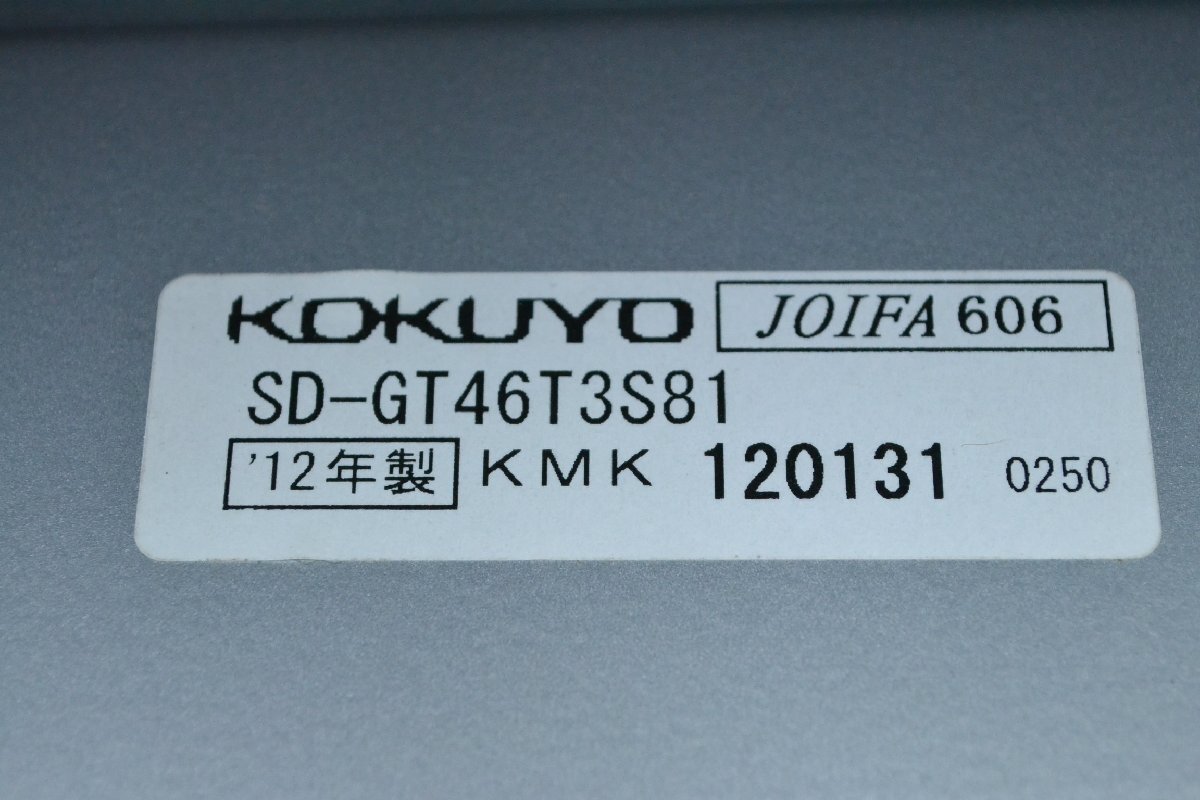 KOKUYO JOIFA 606
SD-GT46T3S81
'12年製 KMK 120131 0250